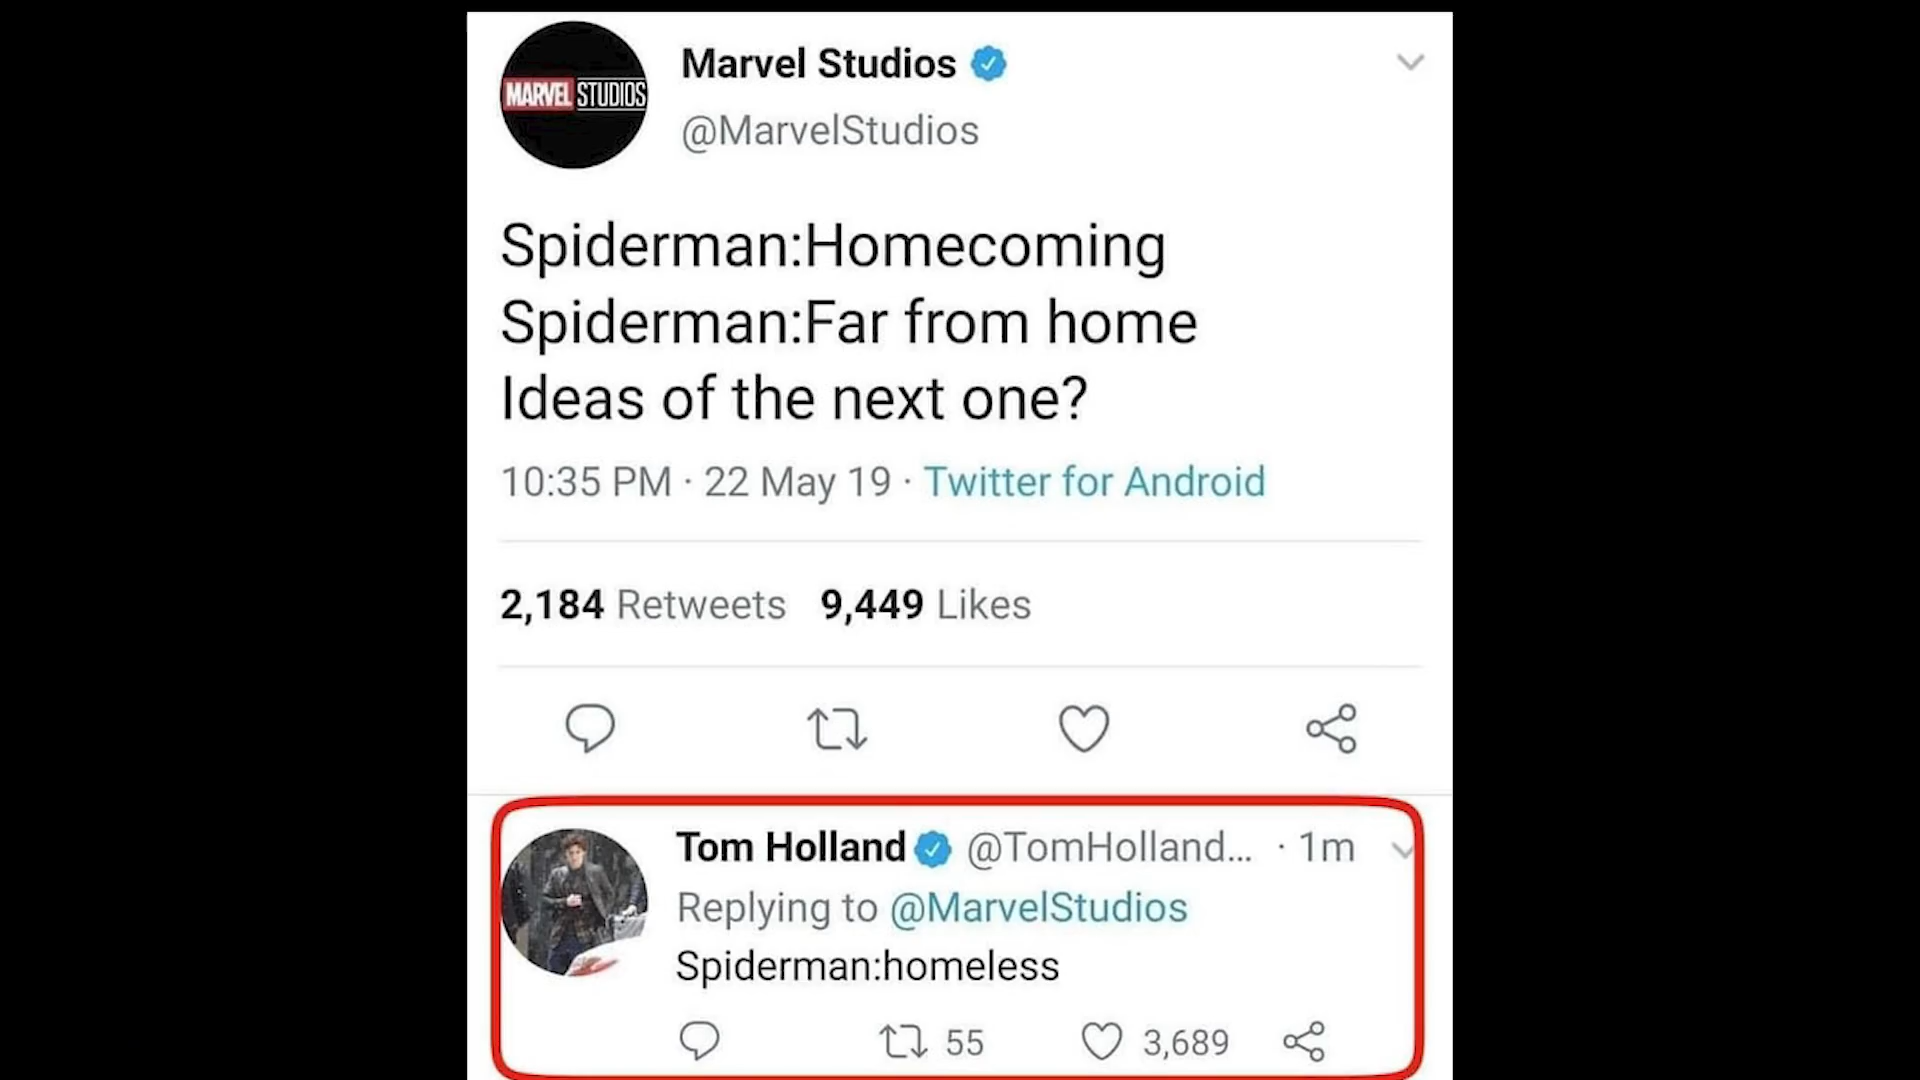 MARVEL STUDIOS
Marvel Studios
@MarvelStudios
Spiderman:Homecoming
Spiderman:Far from home
Ideas of the next one?
10:35 PM · 22 May 19 · Twitter for Android
2,184 Retweets 9,449 Likes
Tom Holland @TomHolland... · 1m
Replying to @MarvelStudios
Spiderman:homeless
55 3,689